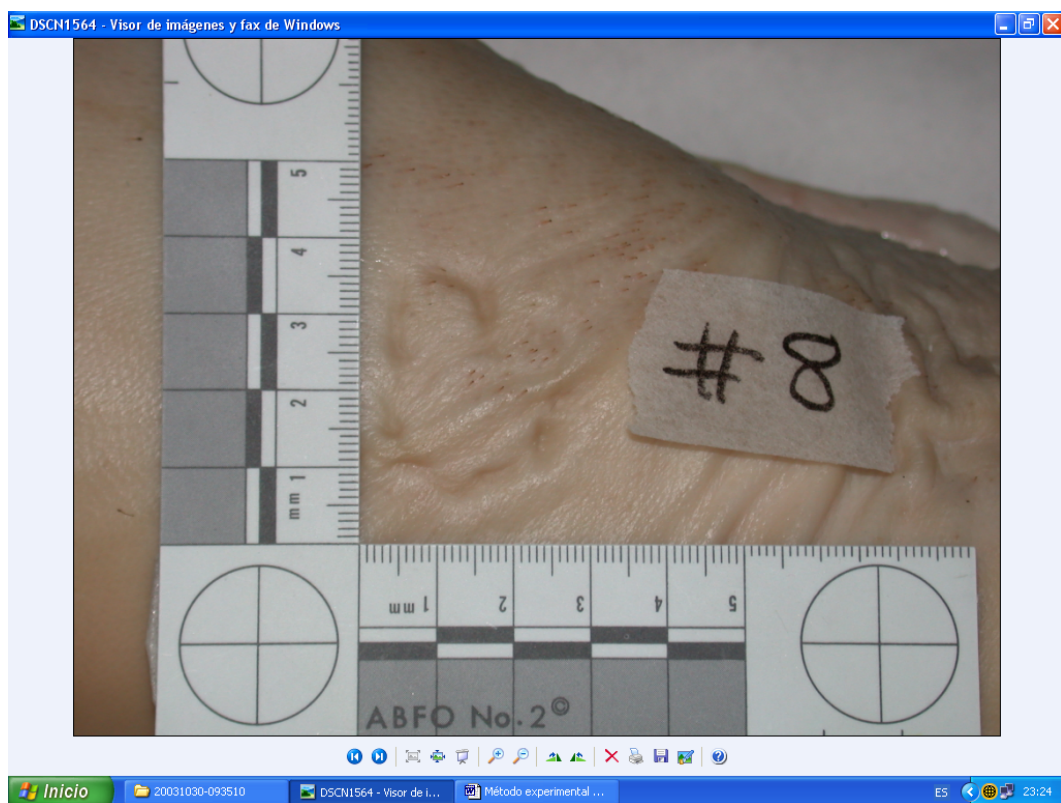 DSCN1564 - Visor de imágenes y fax de Windows
5
4
3
2
mm 1
#8
mm 1 2 3 4 5
ABFO No. 2©
Inicio
20031030-093510
DSCN1564 - Visor de i...
Método experimental ...
ES
23:24